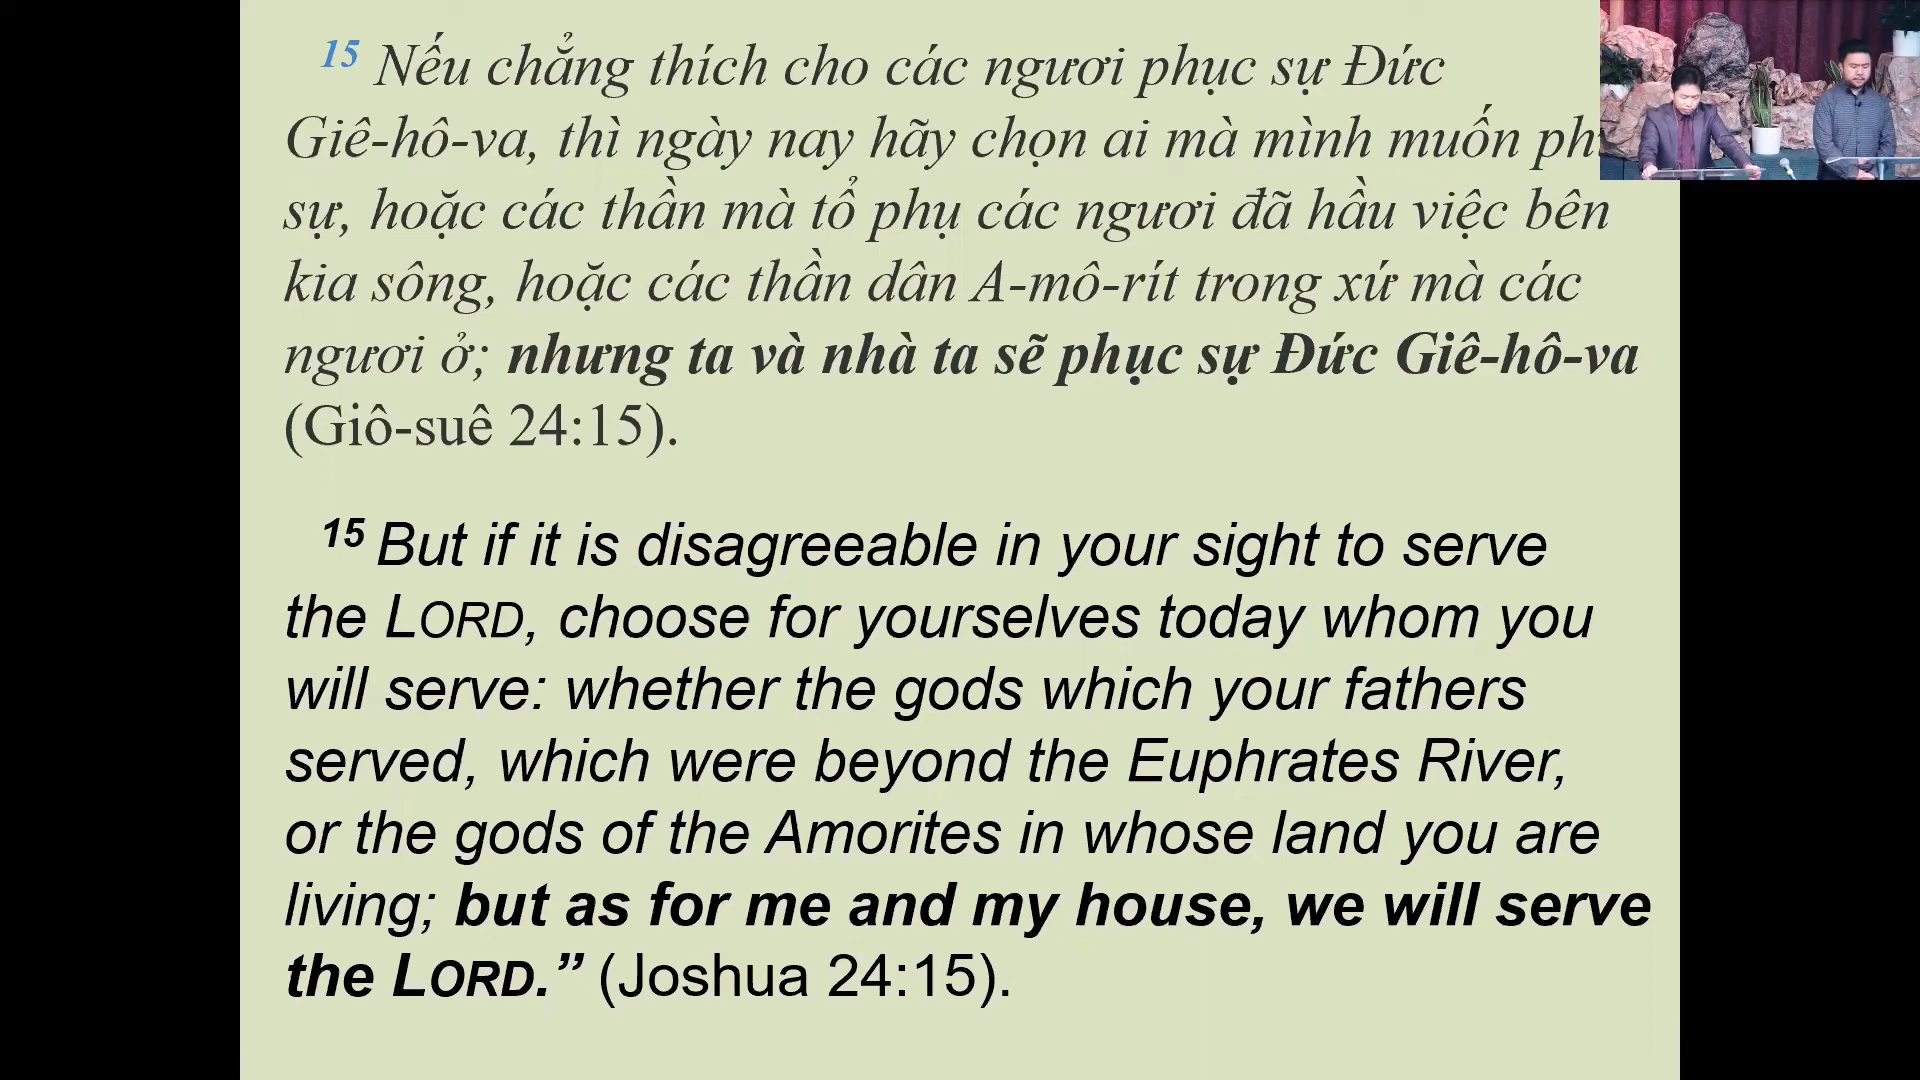 15 Nếu chẳng thích cho các ngươi phục sự Đức
Giê-hô-va, thì ngày nay hãy chọn ai mà mình muốn
sự, hoặc các thần mà tổ phụ các ngươi đã hầu việc bên
kia sông, hoặc các thần dân A-mô-rít trong xứ mà các
ngươi ở; nhưng ta và nhà ta sẽ phục sự Đức Giê-hô-va
(Giô-suê 24:15).
15 But if it is disagreeable in your sight to serve
the LORD, choose for yourselves today whom you
will serve: whether the gods which your fathers
served, which were beyond the Euphrates River,
or the gods of the Amorites in whose land you are
living; but as for me and my house, we will serve
the LORD.” (Joshua 24:15).